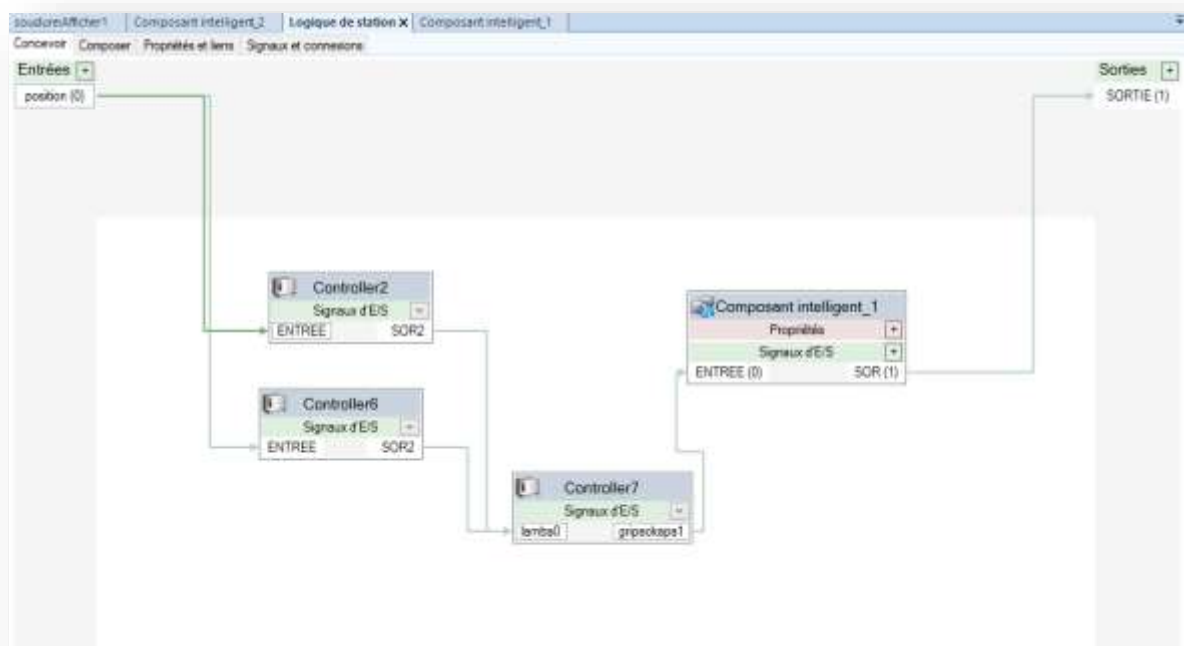 soudureAfficher1 Composant intelligent_2 Logique de station X Composant intelligent_1
Concevoir Composer Propriétés et liens Signaux et connexions
Entrées + Sorties +
position (0) SORTIE (1)
Controller2
Signaux d'E/S
ENTREE SOR2
Composant intelligent_1
Propriétés +
Signaux d'E/S +
ENTREE (0) SOR (1)
Controller6
Signaux d'E/S
ENTREE SOR2
Controller7
Signaux d'E/S
lamba0 gripackapa1